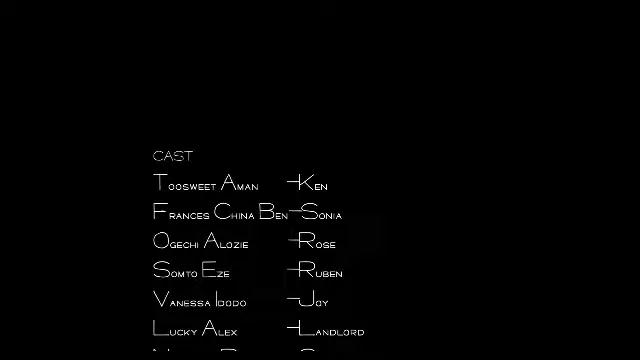 CAST
Toosweet Aman —Ken
Frances China Ben—Sonia
Ogechi Alozie —Rose
Somto Eze —Ruben
Vanessa Idodo —Joy
Lucky Alex —Landlord